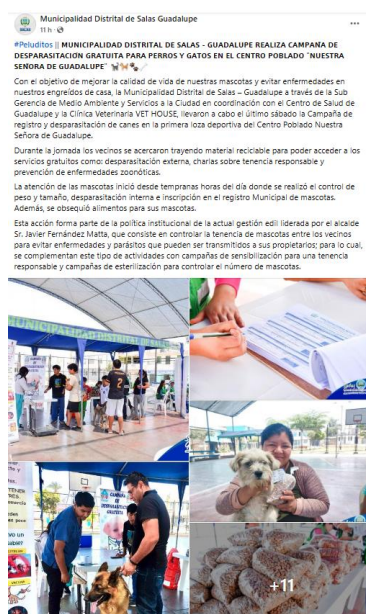 Municipalidad Distrital de Salas Guadalupe
11 h
#Peluditos || MUNICIPALIDAD DISTRITAL DE SALAS - GUADALUPE REALIZA CAMPAÑA DE
DESPARASITACIÓN GRATUITA PARA PERROS Y GATOS EN EL CENTRO POBLADO ¨NUESTRA
SEÑORA DE GUADALUPE¨
Con el objetivo de mejorar la calidad de vida de nuestras mascotas y evitar enfermedades en
nuestros engreídos de casa, la Municipalidad Distrital de Salas – Guadalupe a través de la Sub
Gerencia de Medio Ambiente y Servicios a la Ciudad en coordinación con el Centro de Salud de
Guadalupe y la Clínica Veterinaria VET HOUSE, llevaron a cabo el último sábado la Campaña de
registro y desparasitación de canes en la primera loza deportiva del Centro Poblado Nuestra
Señora de Guadalupe.
Durante la jornada los vecinos se acercaron trayendo material reciclable para poder acceder a los
servicios gratuitos como: desparasitación externa, charlas sobre tenencia responsable y
prevención de enfermedades zoonóticas.
La atención de las mascotas inició desde tempranas horas del día donde se realizó el control de
peso y tamaño, desparasitación interna e inscripción en el registro Municipal de mascotas.
Además, se obsequió alimentos para sus mascotas.
Esta acción forma parte de la política institucional de la actual gestión edil liderada por el alcalde
Sr. Javier Fernández Matta, que consiste en controlar la tenencia de mascotas entre los vecinos
para evitar enfermedades y parásitos que pueden ser transmitidos a sus propietarios; para lo cual,
se complementan este tipo de actividades con campañas de sensibilización para una tenencia
responsable y campañas de esterilización para controlar el número de mascotas.
MUNICIPALIDAD DISTRITAL DE SALAS
CAMPAÑA
DE
DESPARASITACIÓN
GRATUITA
+11